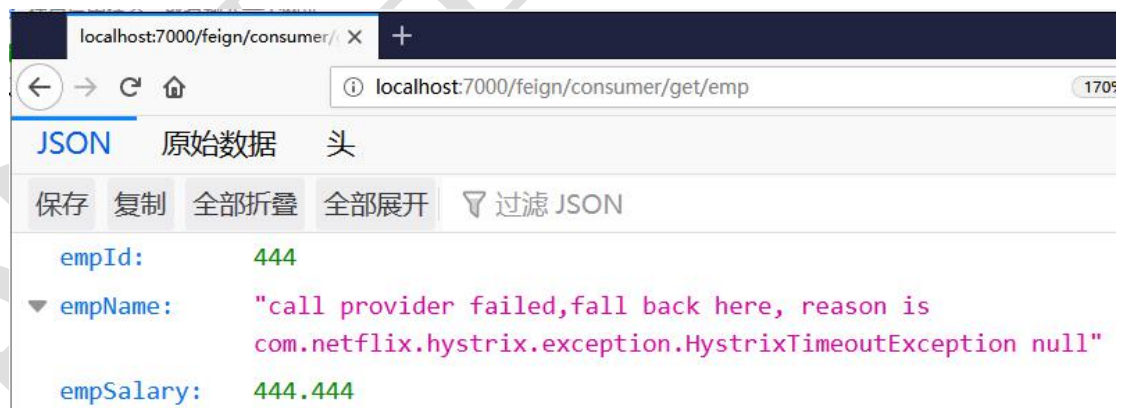 localhost:7000/feign/consumer/
localhost:7000/feign/consumer/get/emp
JSON 原始数据 头
保存 复制 全部折叠 全部展开 过滤 JSON
empId: 444
empName: "call provider failed,fall back here, reason is
com.netflix.hystrix.exception.HystrixTimeoutException null"
empSalary: 444.444